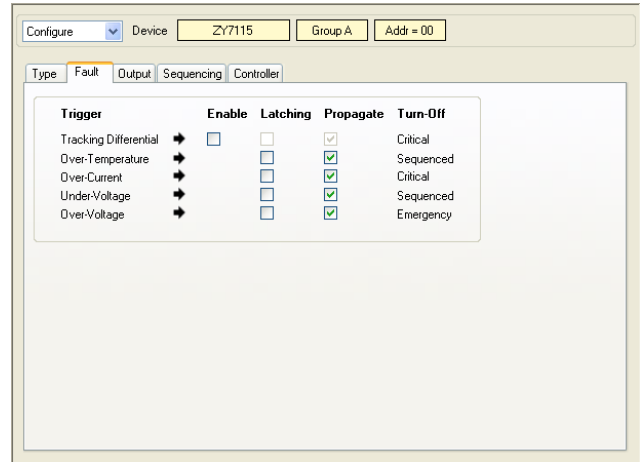 Configure Device ZY7115 Group A Addr = 00
Type Fault Output Sequencing Controller
Trigger Enable Latching Propagate Turn-Off
Tracking Differential Critical
Over-Temperature Sequenced
Over-Current Critical
Under-Voltage Sequenced
Over-Voltage Emergency